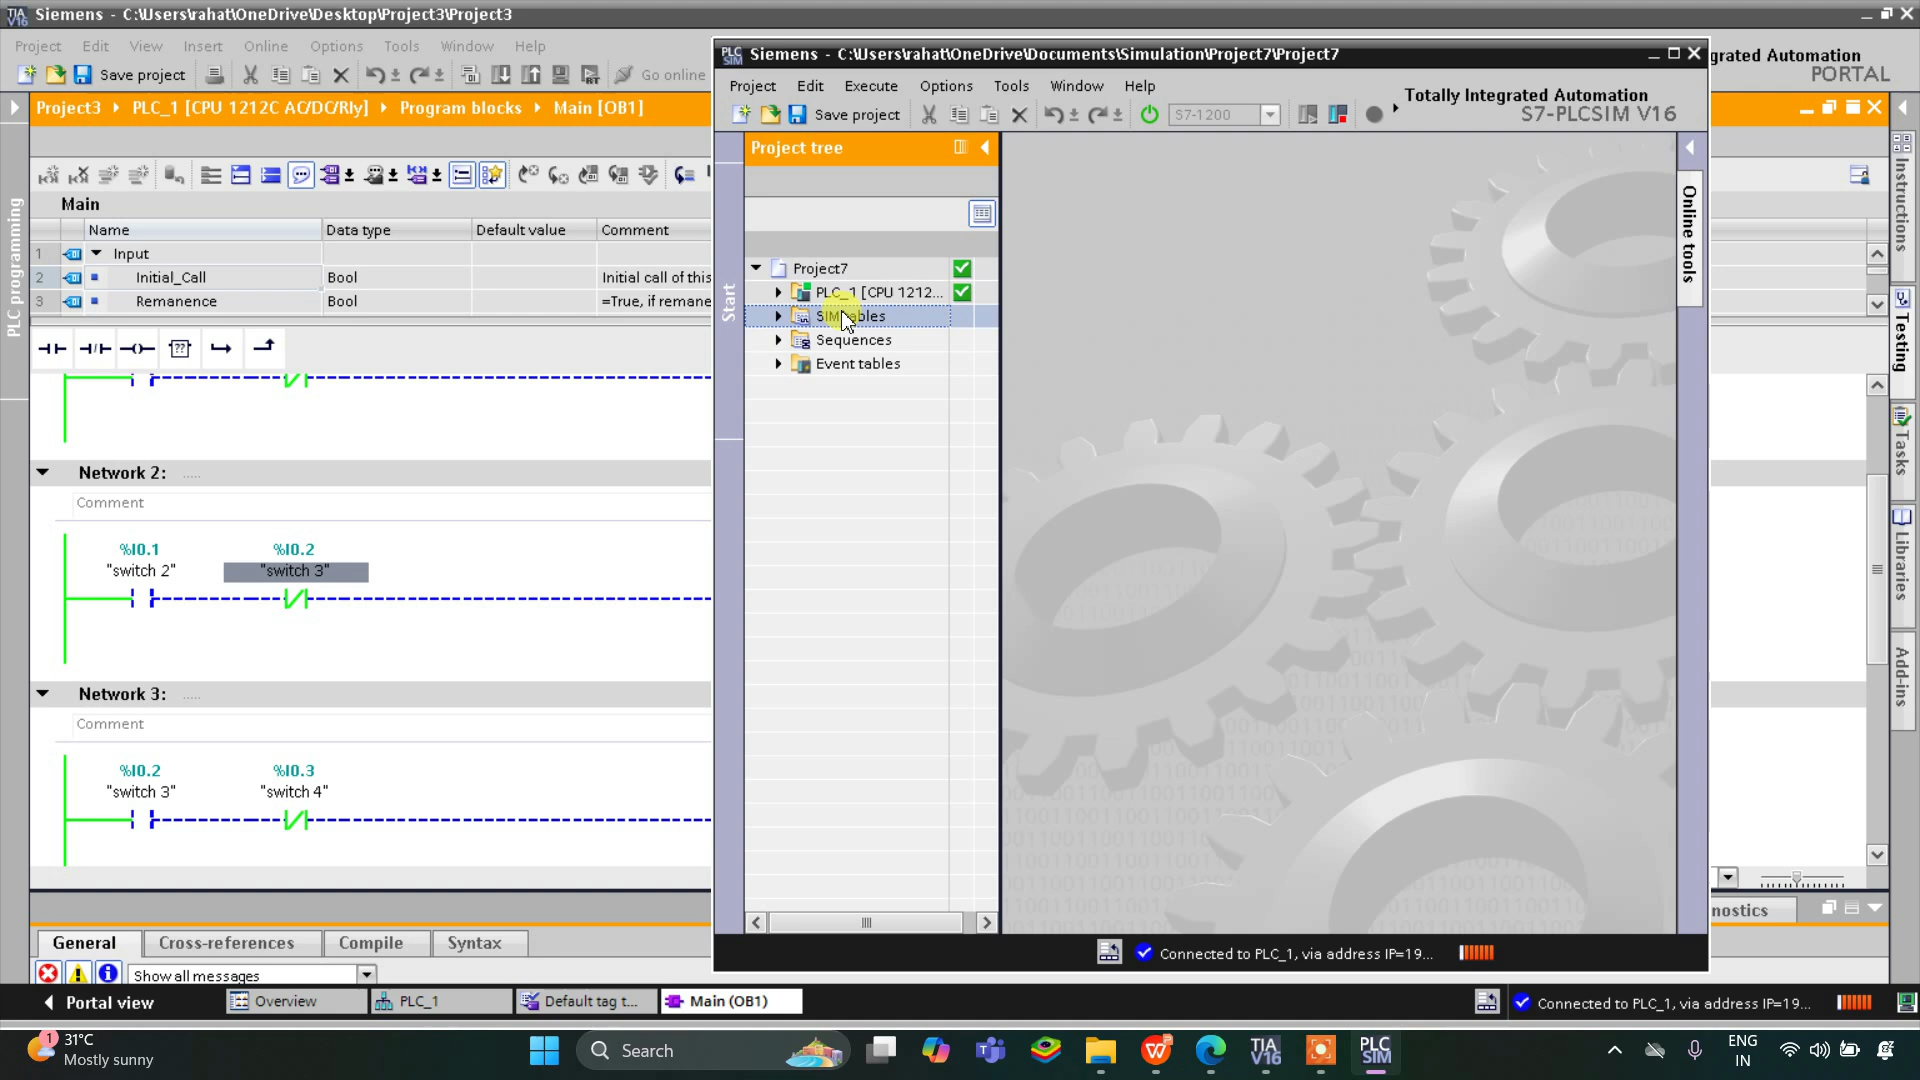 Siemens - C:\Users\rahat\OneDrive\Desktop\Project3\Project3
Project Edit View Insert Online Options Tools Window Help
Save project
Go online
grated Automation
PORTAL
Project3 PLC_1 [CPU 1212C AC/DC/Rly] Program blocks Main [OB1]
Main
Name Data type Default value Comment
1 Input
2 Initial_Call Bool Initial call of this
3 Remanence Bool =True, if remane
PLC programming
Network 2: .....
Comment
%I0.1 %I0.2
"switch 2" "switch 3"
Network 3: .....
Comment
%I0.2 %I0.3
"switch 3" "switch 4"
General Cross-references Compile Syntax
Show all messages
nostics
Portal view Overview PLC_1 Default tag t... Main (OB1)
Connected to PLC_1, via address IP=19...
Instructions
Testing
Tasks
Libraries
Add-ins
PLC SIM
Siemens - C:\Users\rahat\OneDrive\Documents\Simulation\Project7\Project7
Project Edit Execute Options Tools Window Help
Save project
S7-1200
Totally Integrated Automation
S7-PLCSIM V16
Project tree
Start
Online tools
Project7
PLC_1 [CPU 1212...
SIM tables
Sequences
Event tables
Connected to PLC_1, via address IP=19...
1
31°C
Mostly sunny
Search
TIA V16
PLC SIM
ENG
IN